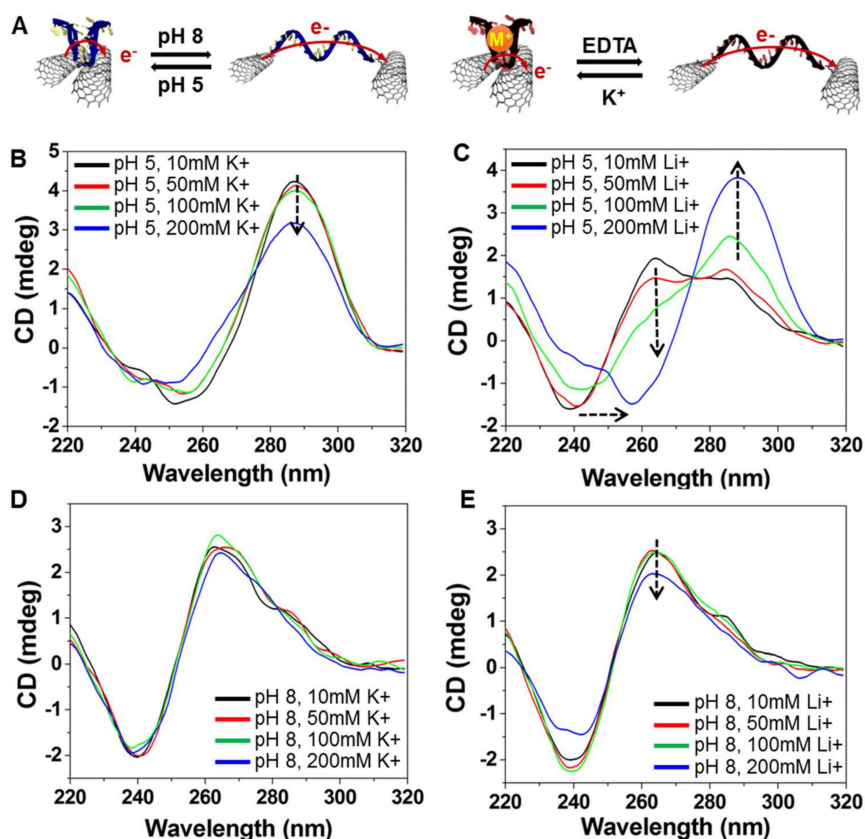 A
e-
pH 8
pH 5
e-
M+
e-
EDTA
K+
e-
B
pH 5, 10mM K+
pH 5, 50mM K+
pH 5, 100mM K+
pH 5, 200mM K+
5
4
3
2
1
0
-1
-2
-3
CD (mdeg)
220 240 260 280 300 320
Wavelength (nm)
C
pH 5, 10mM Li+
pH 5, 50mM Li+
pH 5, 100mM Li+
pH 5, 200mM Li+
4
3
2
1
0
-1
-2
-3
CD (mdeg)
220 240 260 280 300 320
Wavelength (nm)
D
3
2
1
0
-1
-2
CD (mdeg)
pH 8, 10mM K+
pH 8, 50mM K+
pH 8, 100mM K+
pH 8, 200mM K+
220 240 260 280 300 320
Wavelength (nm)
E
3
2
1
0
-1
-2
CD (mdeg)
pH 8, 10mM Li+
pH 8, 50mM Li+
pH 8, 100mM Li+
pH 8, 200mM Li+
220 240 260 280 300 320
Wavelength (nm)